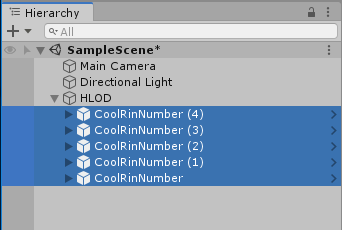 Hierarchy
All
SampleScene*
Main Camera
Directional Light
HLOD
CoolRinNumber (4)
CoolRinNumber (3)
CoolRinNumber (2)
CoolRinNumber (1)
CoolRinNumber